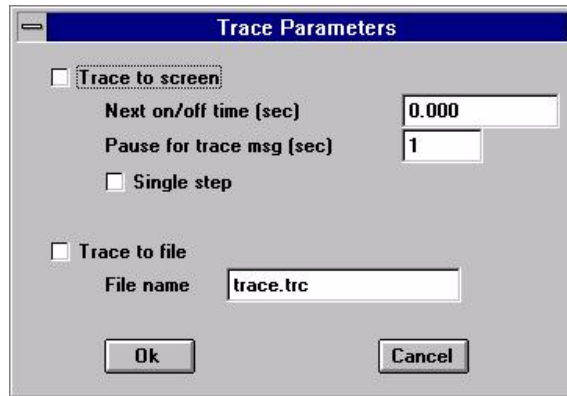 Trace Parameters
Trace to screen
Next on/off time (sec) 0.000
Pause for trace msg (sec) 1
Single step
Trace to file
File name trace.trc
Ok Cancel